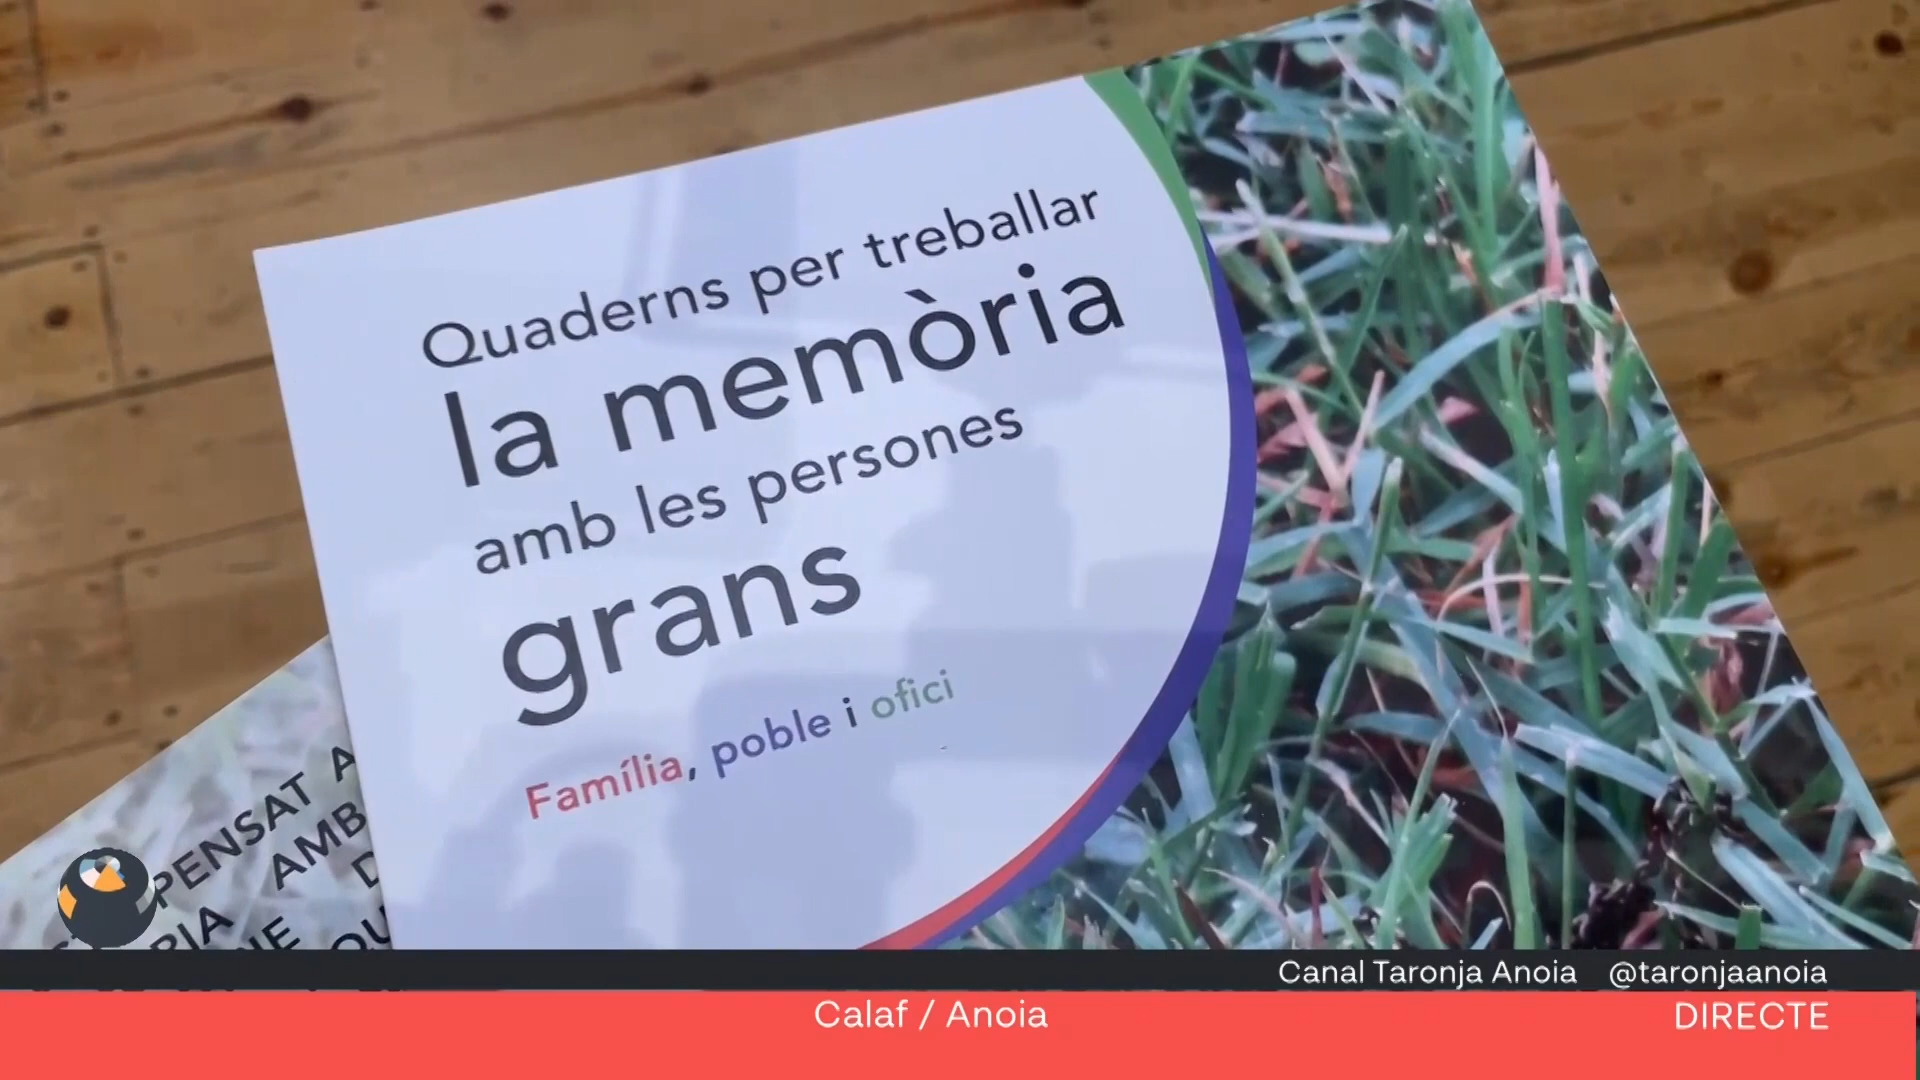 Quaderns per treballar
la memòria
amb les persones
grans
Família, poble i ofici
PENSAT
AMB
Canal Taronja Anoia @taronjaanoia
Calaf / Anoia
DIRECTE